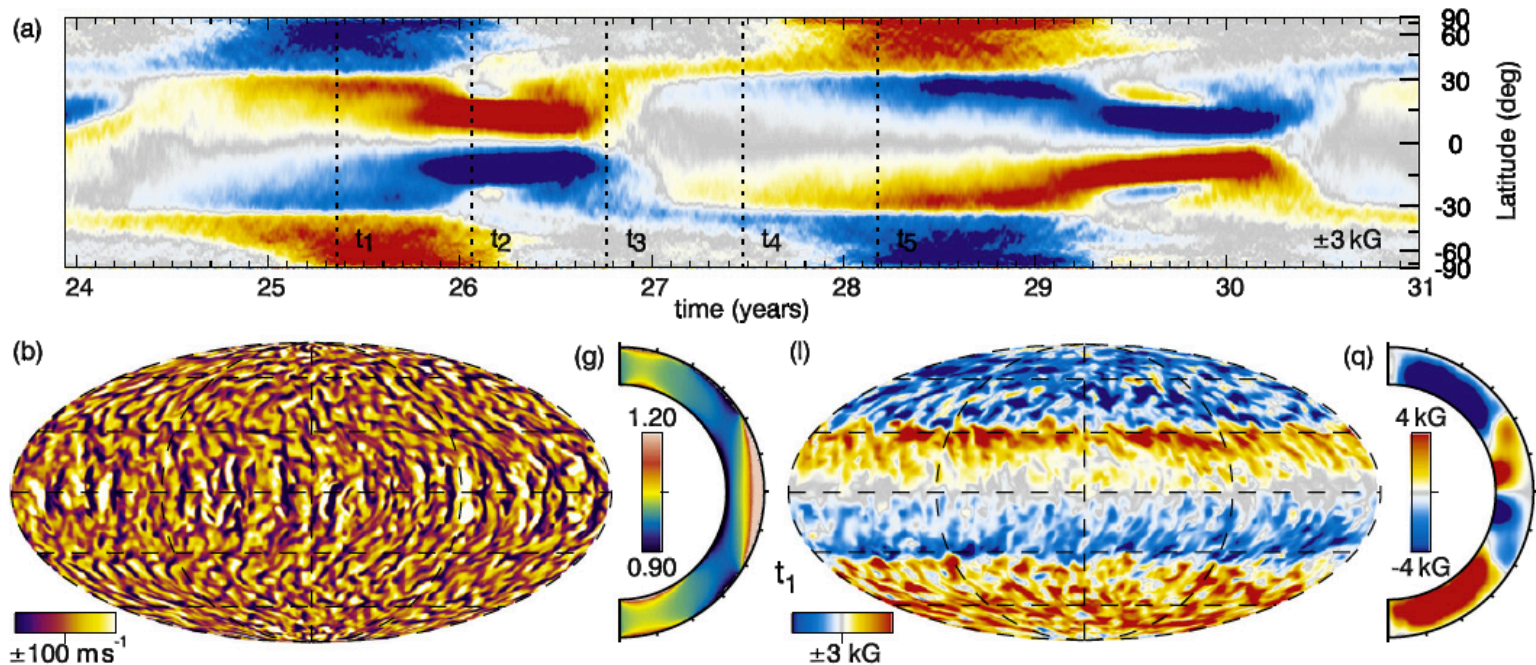 (a)
90
60
30
0
-30
-60
-90
Latitude (deg)
t1 t2 t3 t4 t5 ±3 kG
24 25 26 27 28 29 30 31
time (years)
(b) (g) (l) (q)
1.20 4 kG
0.90 -4 kG
t1
±100 ms⁻¹ ±3 kG